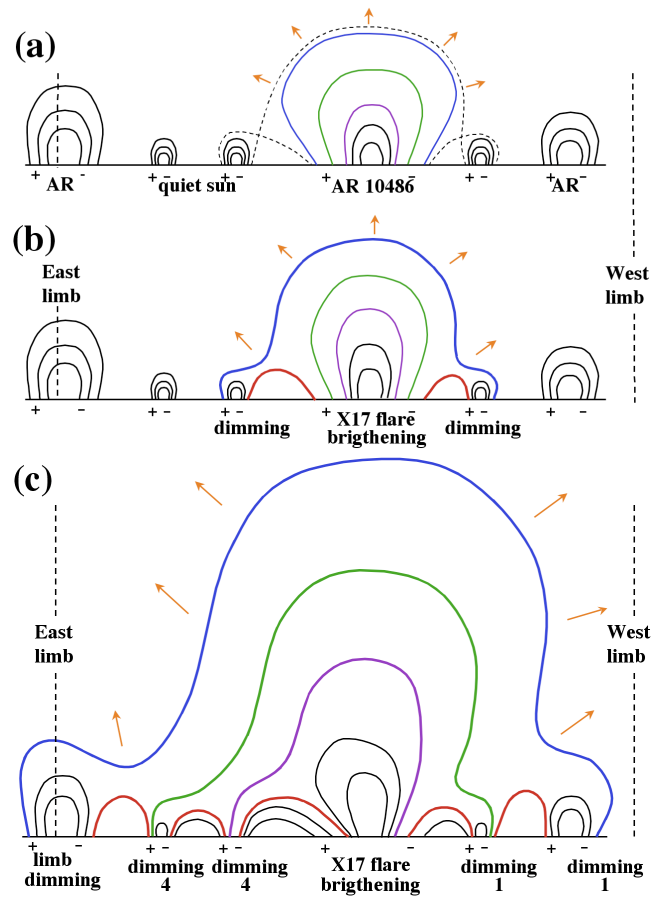 (a)
+ - + - + - + - + - + -
AR quiet sun AR 10486 AR
(b)
East
limb
West
limb
+ - + - + - + - + - + -
dimming X17 flare dimming
brigthening
(c)
East
limb
West
limb
+ - + - + - + - + - + -
limb
dimming
dimming
4
dimming
4
X17 flare
brigthening
dimming
1
dimming
1